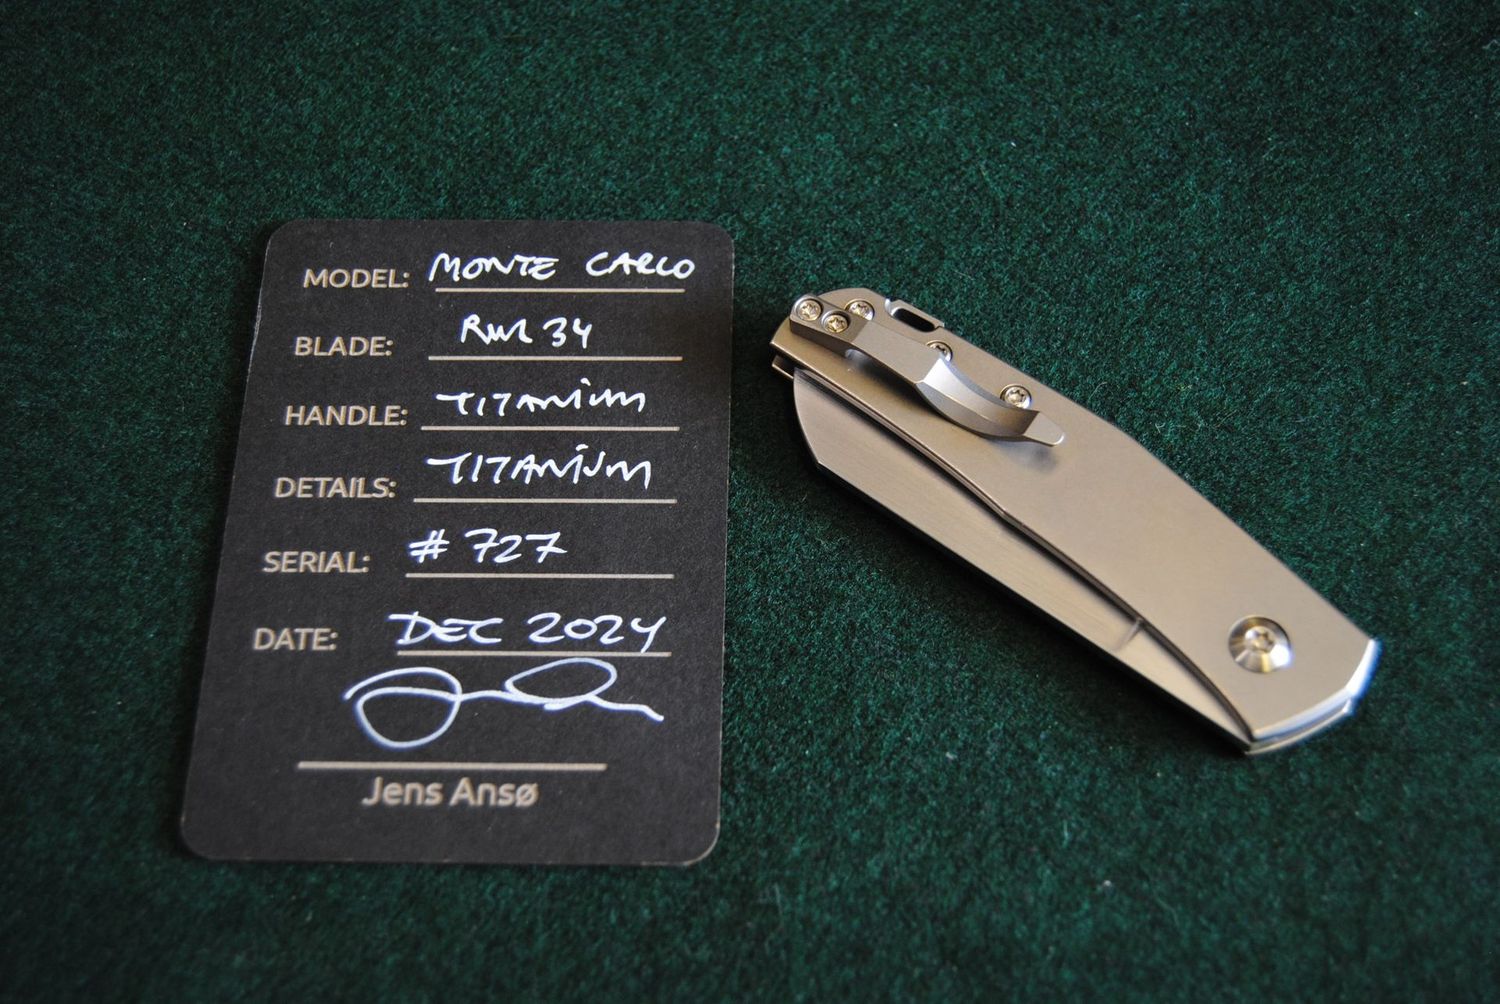 MODEL: MONTE CARLO
BLADE: RWL 34
HANDLE: TITANIUM
DETAILS: TITANIUM
SERIAL: # 727
DATE: DEC 2024
Jens Ansø